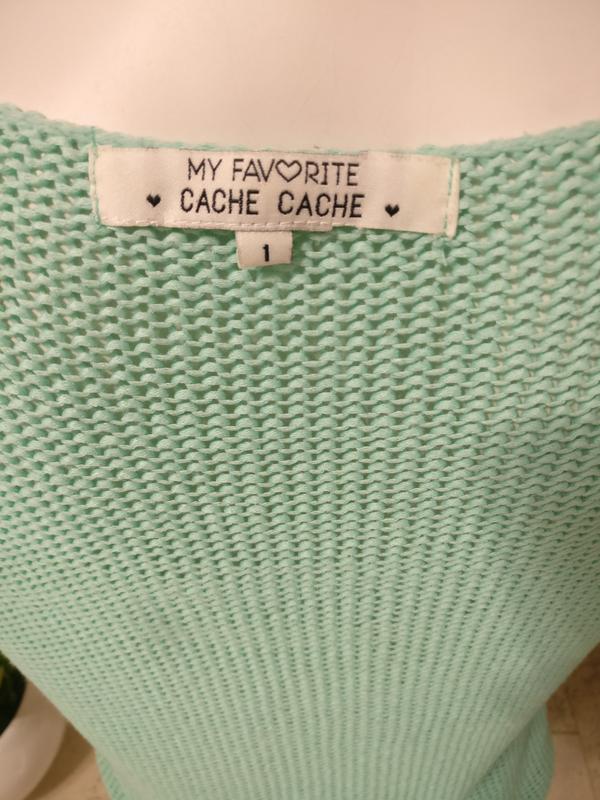 MY FAV♡RITE
♥ CACHE CACHE ♥
1